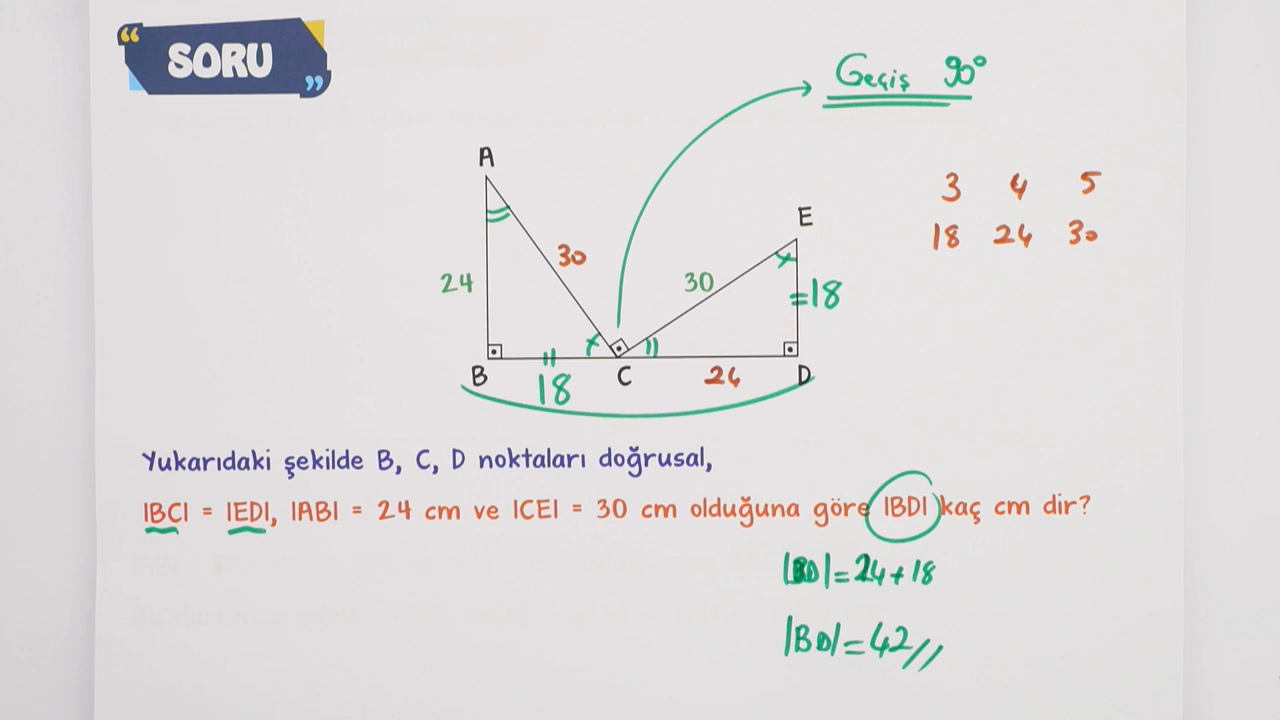 “ SORU ”
Geçiş 90°
A
3 4 5
E
18 24 30
30
24
30
=18
B
C
D
18
24
Yukarıdaki şekilde B, C, D noktaları doğrusal,
|BC| = |ED|, |AB| = 24 cm ve |CE| = 30 cm olduğuna göre |BD| kaç cm dir?
|BD|=24+18
|BD|=42//